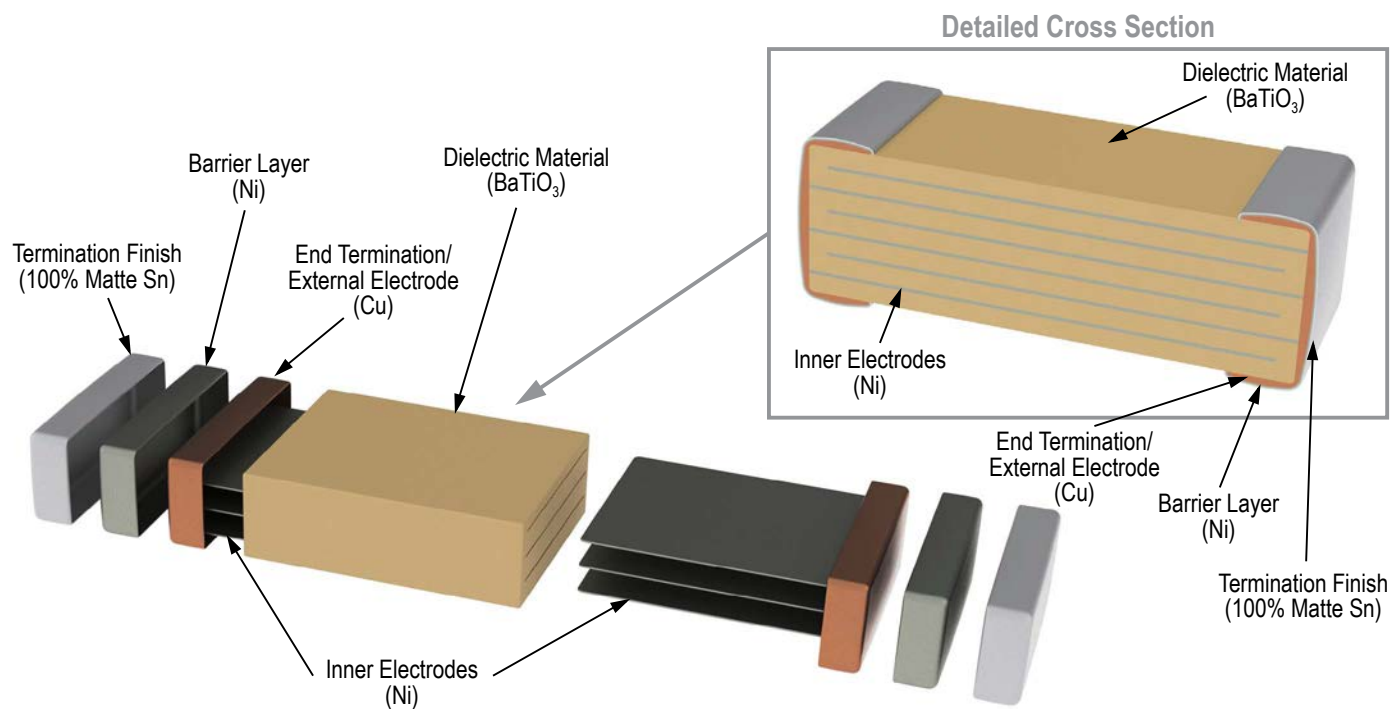 Detailed Cross Section
Dielectric Material
(BaTiO₃)
Inner Electrodes
(Ni)
End Termination/
External Electrode
(Cu)
Barrier Layer
(Ni)
Termination Finish
(100% Matte Sn)
Dielectric Material
(BaTiO₃)
Barrier Layer
(Ni)
End Termination/
External Electrode
(Cu)
Termination Finish
(100% Matte Sn)
Inner Electrodes
(Ni)